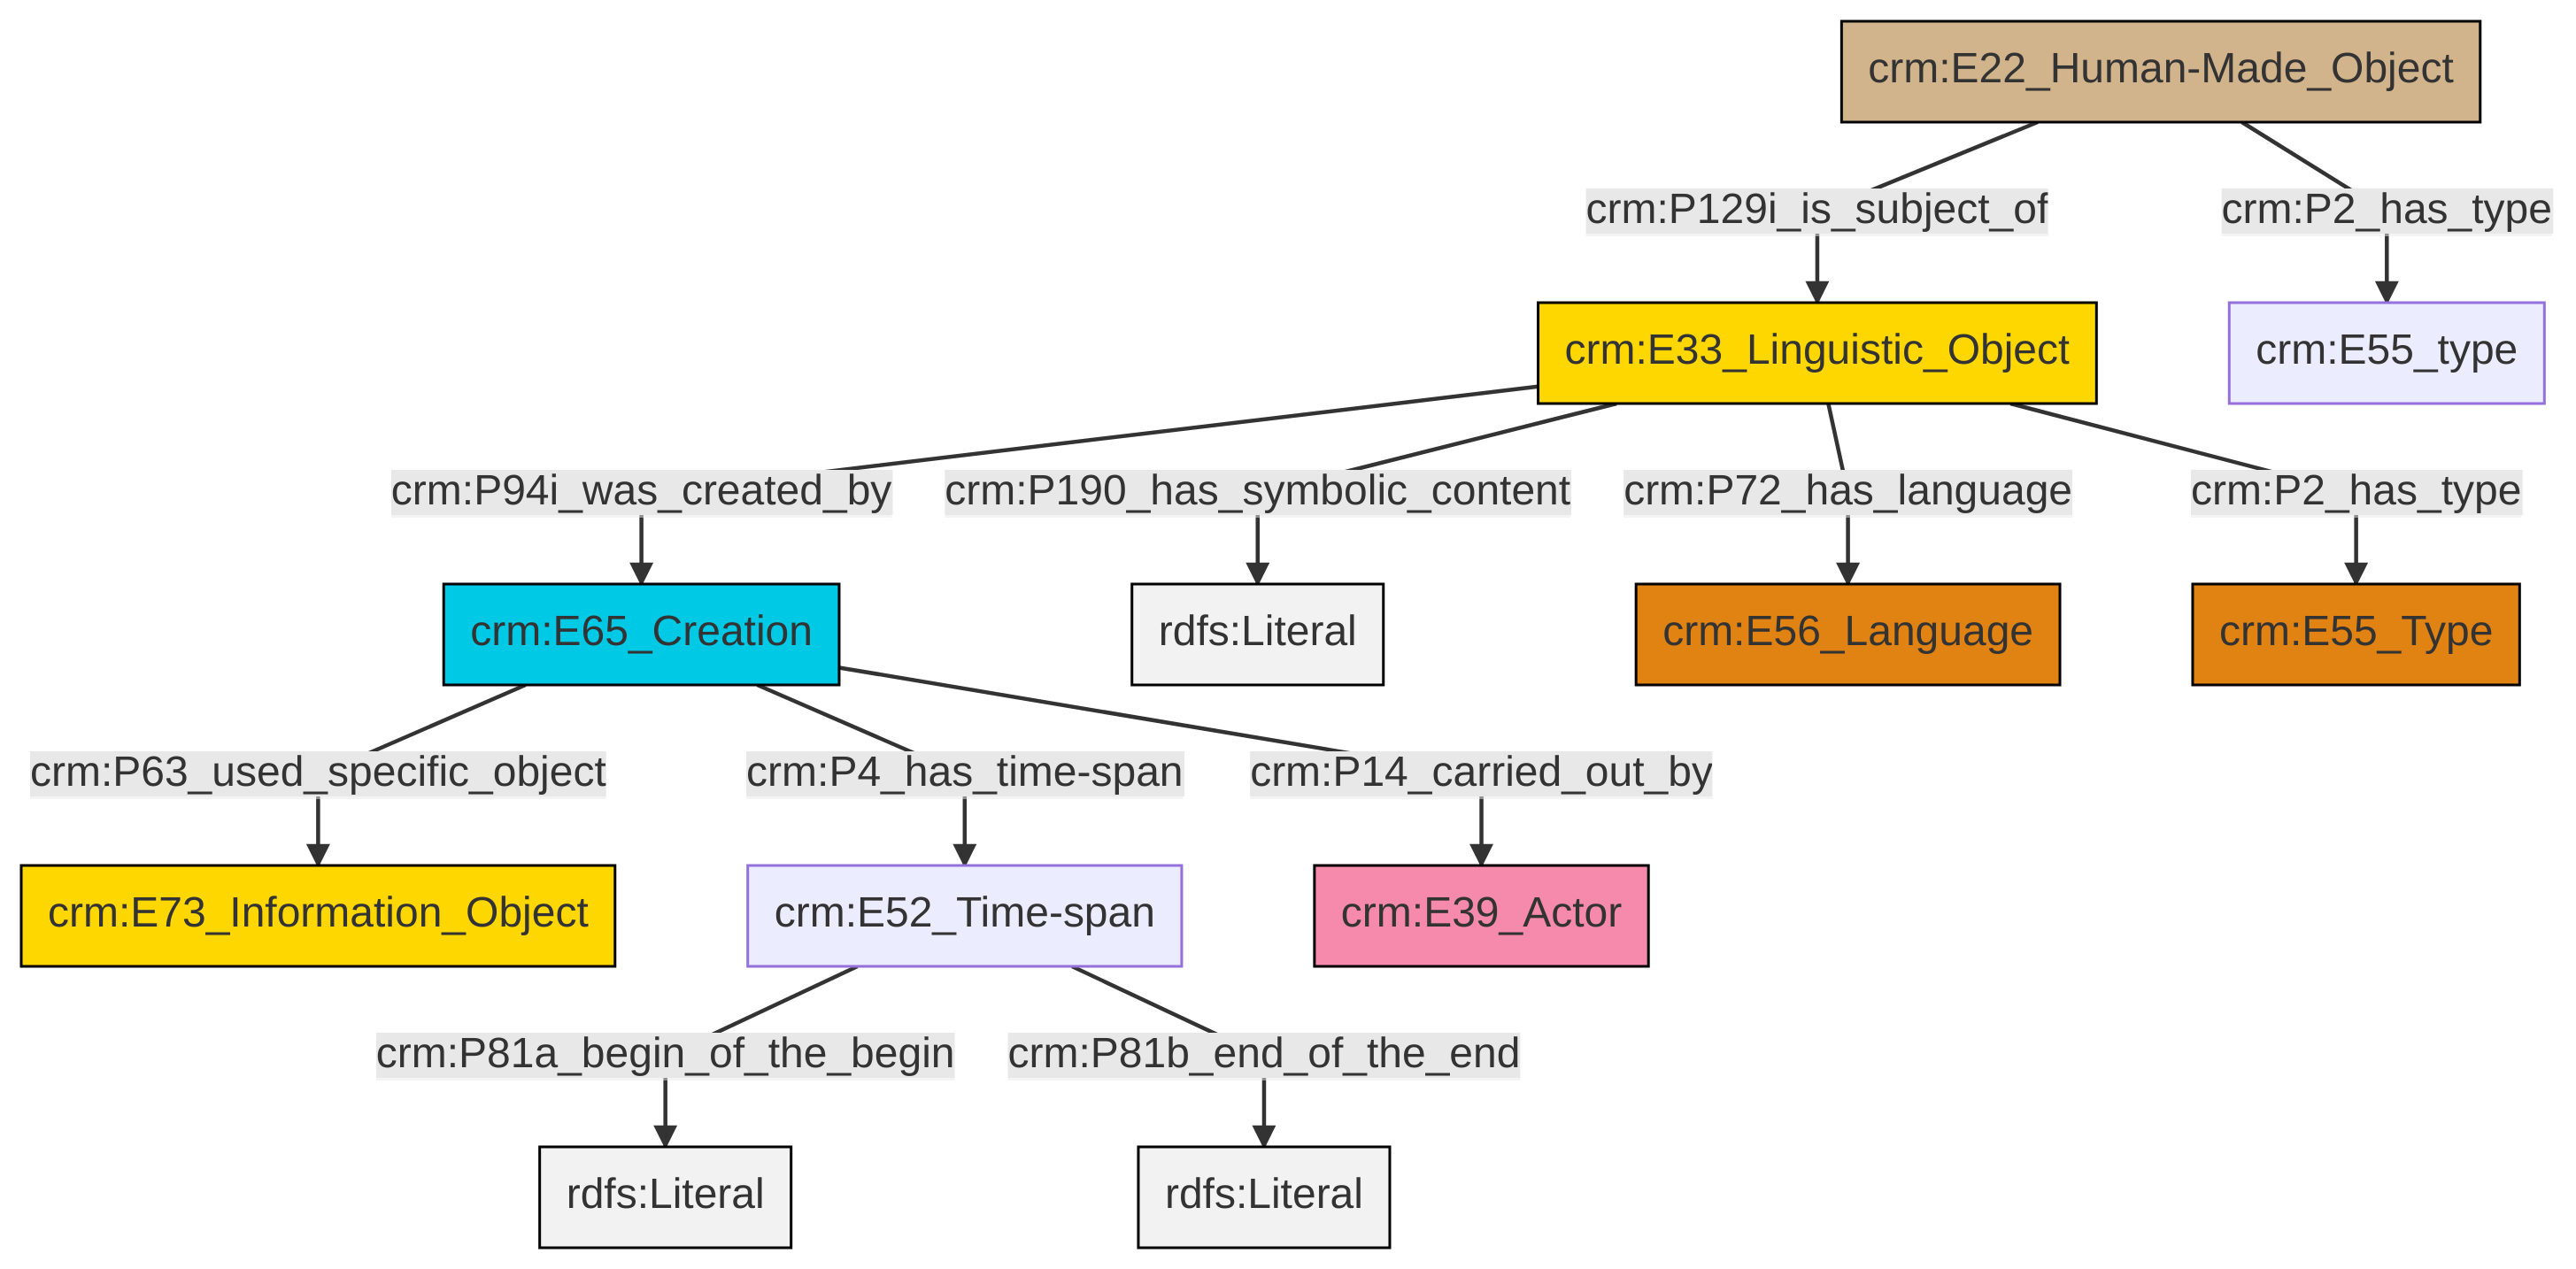 crm:E22_Human-Made_Object
crm:P129i_is_subject_of
crm:P2_has_type
crm:E33_Linguistic_Object
crm:E55_type
crm:P94i_was_created_by
crm:P190_has_symbolic_content
crm:P72_has_language
crm:P2_has_type
crm:E65_Creation
rdfs:Literal
crm:E56_Language
crm:E55_Type
crm:P63_used_specific_object
crm:P4_has_time-span
crm:P14_carried_out_by
crm:E73_Information_Object
crm:E52_Time-span
crm:E39_Actor
crm:P81a_begin_of_the_begin
crm:P81b_end_of_the_end
rdfs:Literal
rdfs:Literal